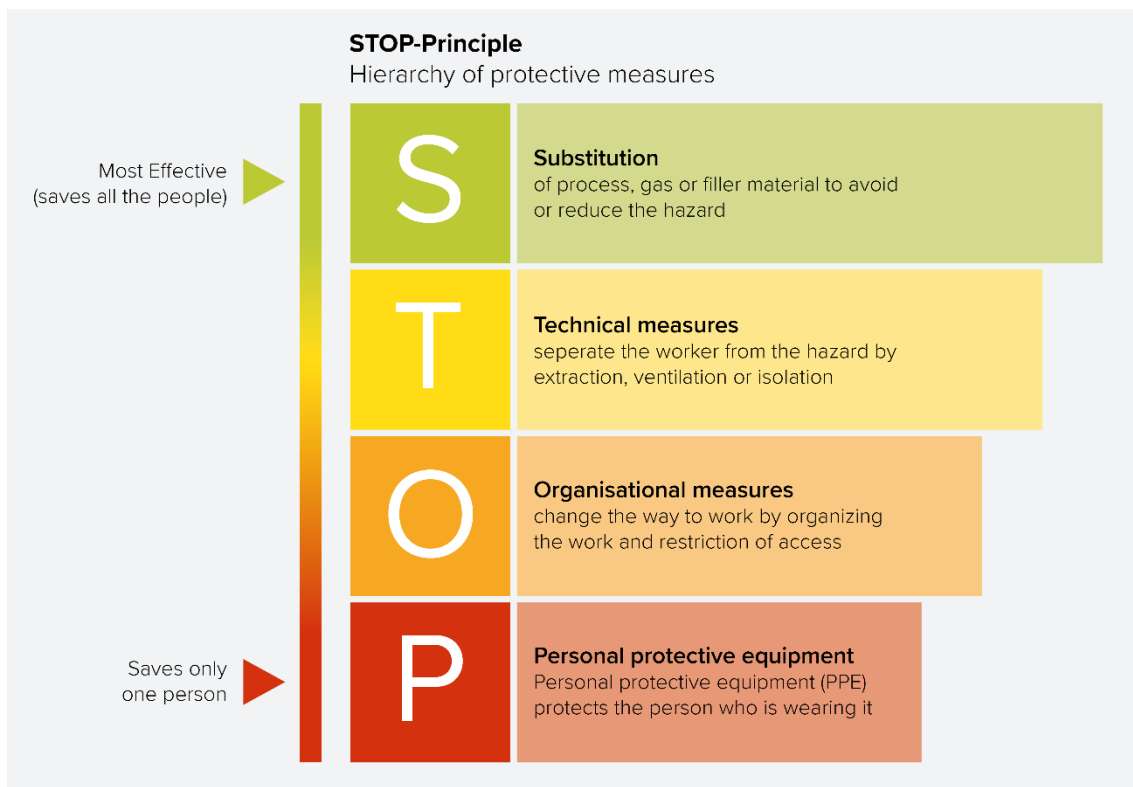 STOP-Principle
Hierarchy of protective measures
Most Effective
(saves all the people)
S
Substitution
of process, gas or filler material to avoid
or reduce the hazard
T
Technical measures
seperate the worker from the hazard by
extraction, ventilation or isolation
O
Organisational measures
change the way to work by organizing
the work and restriction of access
Saves only
one person
P
Personal protective equipment
Personal protective equipment (PPE)
protects the person who is wearing it